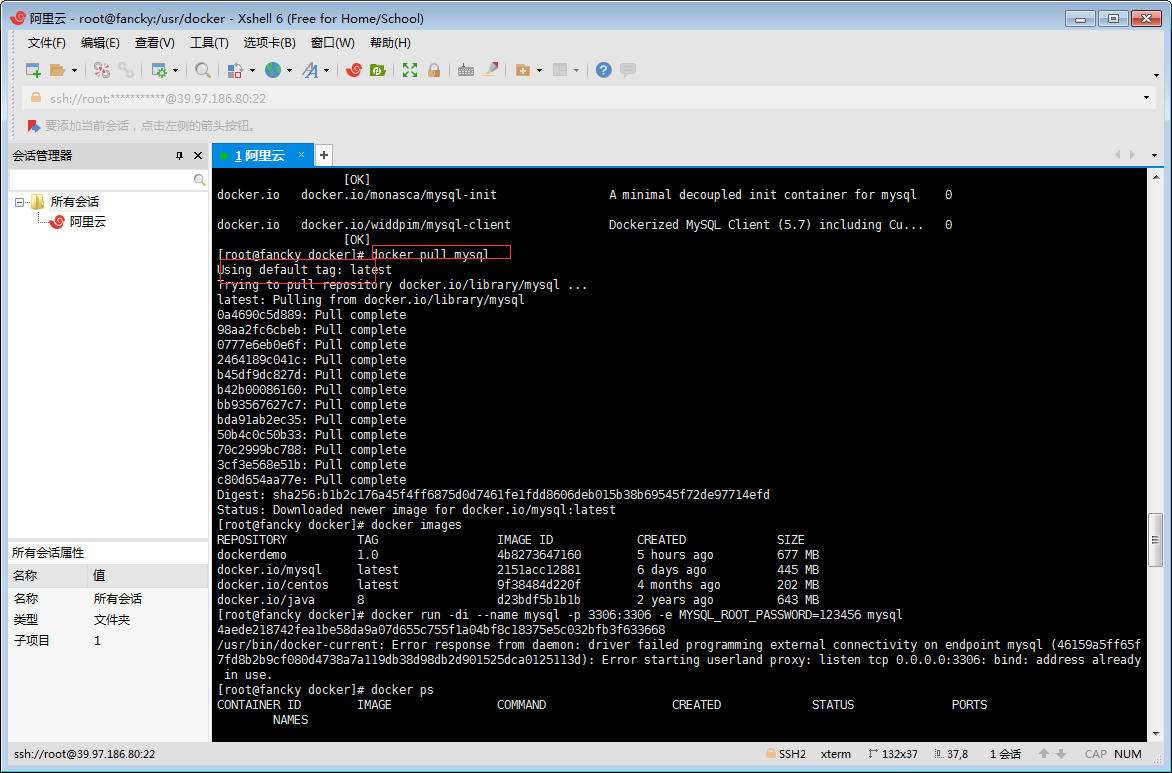 阿里云 - root@fancky:/usr/docker - Xshell 6 (Free for Home/School)
文件(F) 编辑(E) 查看(V) 工具(T) 选项卡(B) 窗口(W) 帮助(H)
ssh://root:***********@39.97.186.80:22
要添加当前会话，点击左侧的箭头按钮。
会话管理器
1 阿里云
所有会话
阿里云
[OK]
docker.io docker.io/monasca/mysql-init A minimal decoupled init container for mysql 0
docker.io docker.io/widdpim/mysql-client Dockerized MySQL Client (5.7) including Cu... 0
[OK]
[root@fancky docker]# docker pull mysql
Using default tag: latest
Trying to pull repository docker.io/library/mysql ...
latest: Pulling from docker.io/library/mysql
0a4690c5d889: Pull complete
98aa2fc6cbeb: Pull complete
0777e6eb0e6f: Pull complete
2464189c041c: Pull complete
b45df9dc827d: Pull complete
b42b00086160: Pull complete
bb93567627c7: Pull complete
bda91ab2ec35: Pull complete
50b4c0c50b33: Pull complete
70c2999bc788: Pull complete
3cf3e568e51b: Pull complete
c80d654aa77e: Pull complete
Digest: sha256:b1b2c176a45f4ff6875d0d7461fe1fdd8606deb015b38b69545f72de97714efd
Status: Downloaded newer image for docker.io/mysql:latest
[root@fancky docker]# docker images
REPOSITORY TAG IMAGE ID CREATED SIZE
dockerdemo 1.0 4b8273647160 5 hours ago 677 MB
docker.io/mysql latest 2151acc12881 6 days ago 445 MB
docker.io/centos latest 9f38484d220f 4 months ago 202 MB
docker.io/java 8 d23bdf5b1b1b 2 years ago 643 MB
[root@fancky docker]# docker run -di --name mysql -p 3306:3306 -e MYSQL_ROOT_PASSWORD=123456 mysql
4aede218742fea1be58da9a07d655c755f1a04bf8c18375e5c032bfb3f633668
/usr/bin/docker-current: Error response from daemon: driver failed programming external connectivity on endpoint mysql (46159a5ff65f
7fd8b2b9cf080d4738a7a119db38d98db2d901525dca0125113d): Error starting userland proxy: listen tcp 0.0.0.0:3306: bind: address already
in use.
[root@fancky docker]# docker ps
CONTAINER ID IMAGE COMMAND CREATED STATUS PORTS
NAMES
所有会话属性
名称 值
名称 所有会话
类型 文件夹
子项目 1
ssh://root@39.97.186.80:22 SSH2 xterm 132x37 37,8 1 会话 CAP NUM